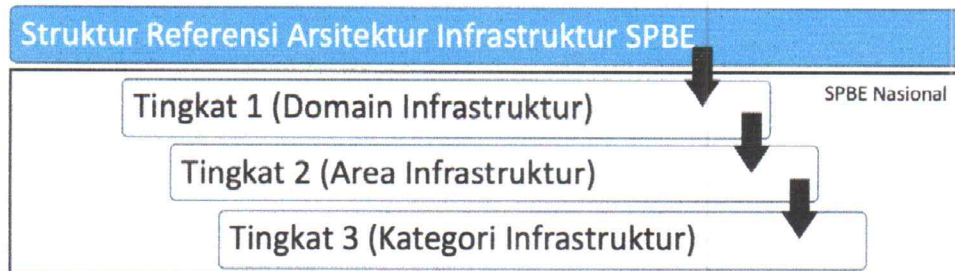 Struktur Referensi Arsitektur Infrastruktur SPBE
SPBE Nasional
Tingkat 1 (Domain Infrastruktur)
Tingkat 2 (Area Infrastruktur)
Tingkat 3 (Kategori Infrastruktur)